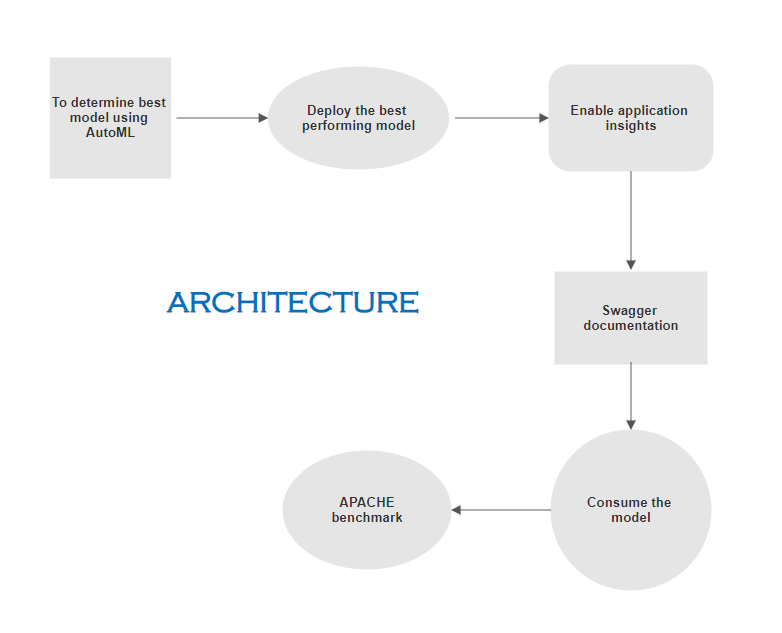 To determine best
model using
AutoML
Deploy the best
performing model
Enable application
insights
ARCHITECTURE
Swagger
documentation
APACHE
benchmark
Consume the
model